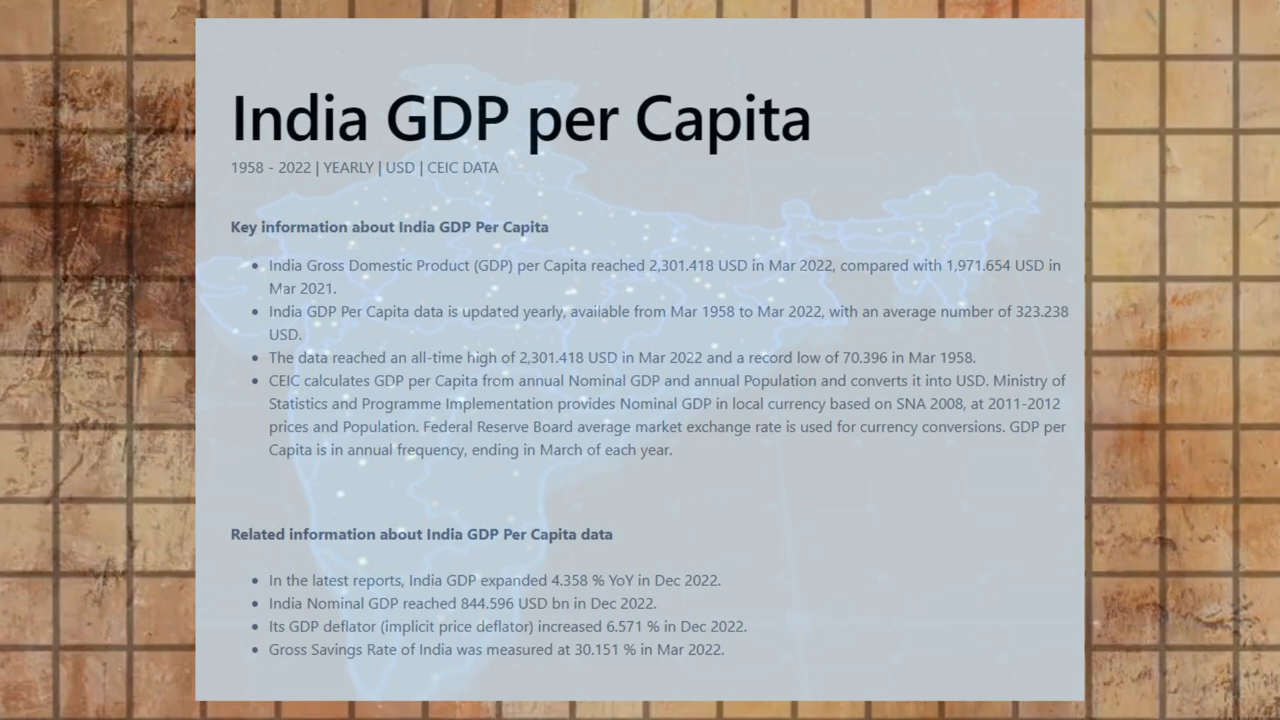 India GDP per Capita
1958 - 2022 | YEARLY | USD | CEIC DATA
Key information about India GDP Per Capita
• India Gross Domestic Product (GDP) per Capita reached 2,301.418 USD in Mar 2022, compared with 1,971.654 USD in
Mar 2021.
• India GDP Per Capita data is updated yearly, available from Mar 1958 to Mar 2022, with an average number of 323.238
USD.
• The data reached an all-time high of 2,301.418 USD in Mar 2022 and a record low of 70.396 in Mar 1958.
• CEIC calculates GDP per Capita from annual Nominal GDP and annual Population and converts it into USD. Ministry of
Statistics and Programme Implementation provides Nominal GDP in local currency based on SNA 2008, at 2011-2012
prices and Population. Federal Reserve Board average market exchange rate is used for currency conversions. GDP per
Capita is in annual frequency, ending in March of each year.
Related information about India GDP Per Capita data
• In the latest reports, India GDP expanded 4.358 % YoY in Dec 2022.
• India Nominal GDP reached 844.596 USD bn in Dec 2022.
• Its GDP deflator (implicit price deflator) increased 6.571 % in Dec 2022.
• Gross Savings Rate of India was measured at 30.151 % in Mar 2022.